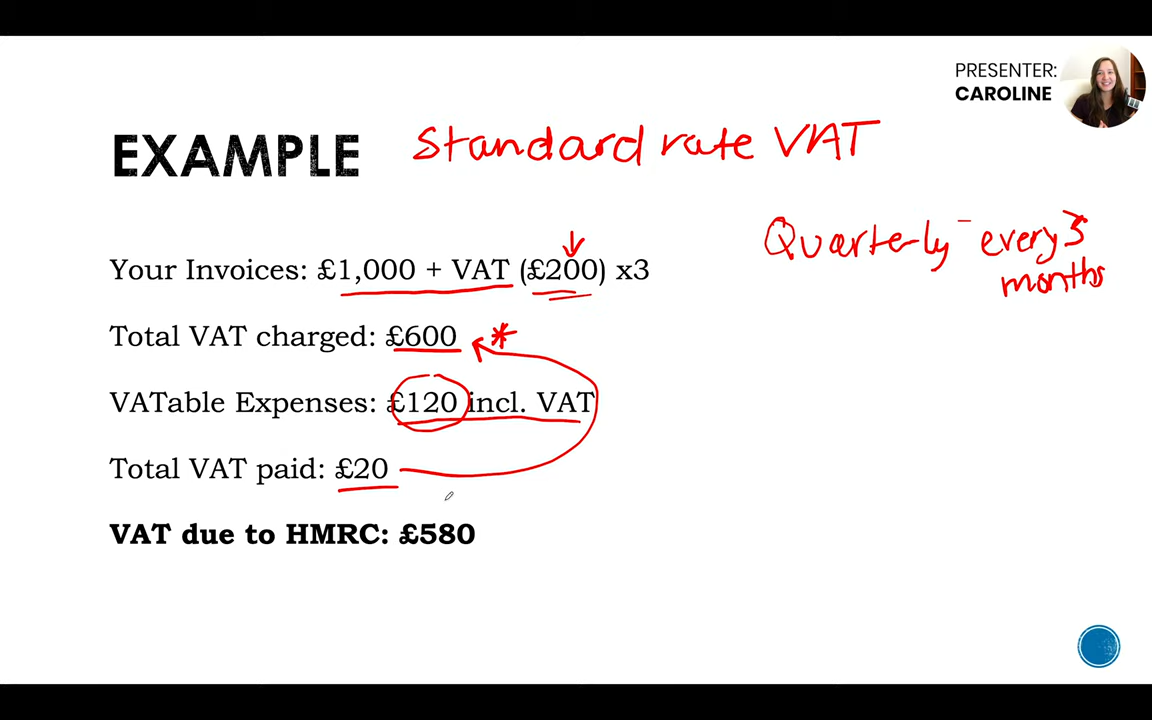 PRESENTER:
CAROLINE
EXAMPLE Standard rate VAT
Quarterly - every 3
months
Your Invoices: £1,000 + VAT (£200) x3
Total VAT charged: £600 *
VATable Expenses: £120 incl. VAT
Total VAT paid: £20
VAT due to HMRC: £580